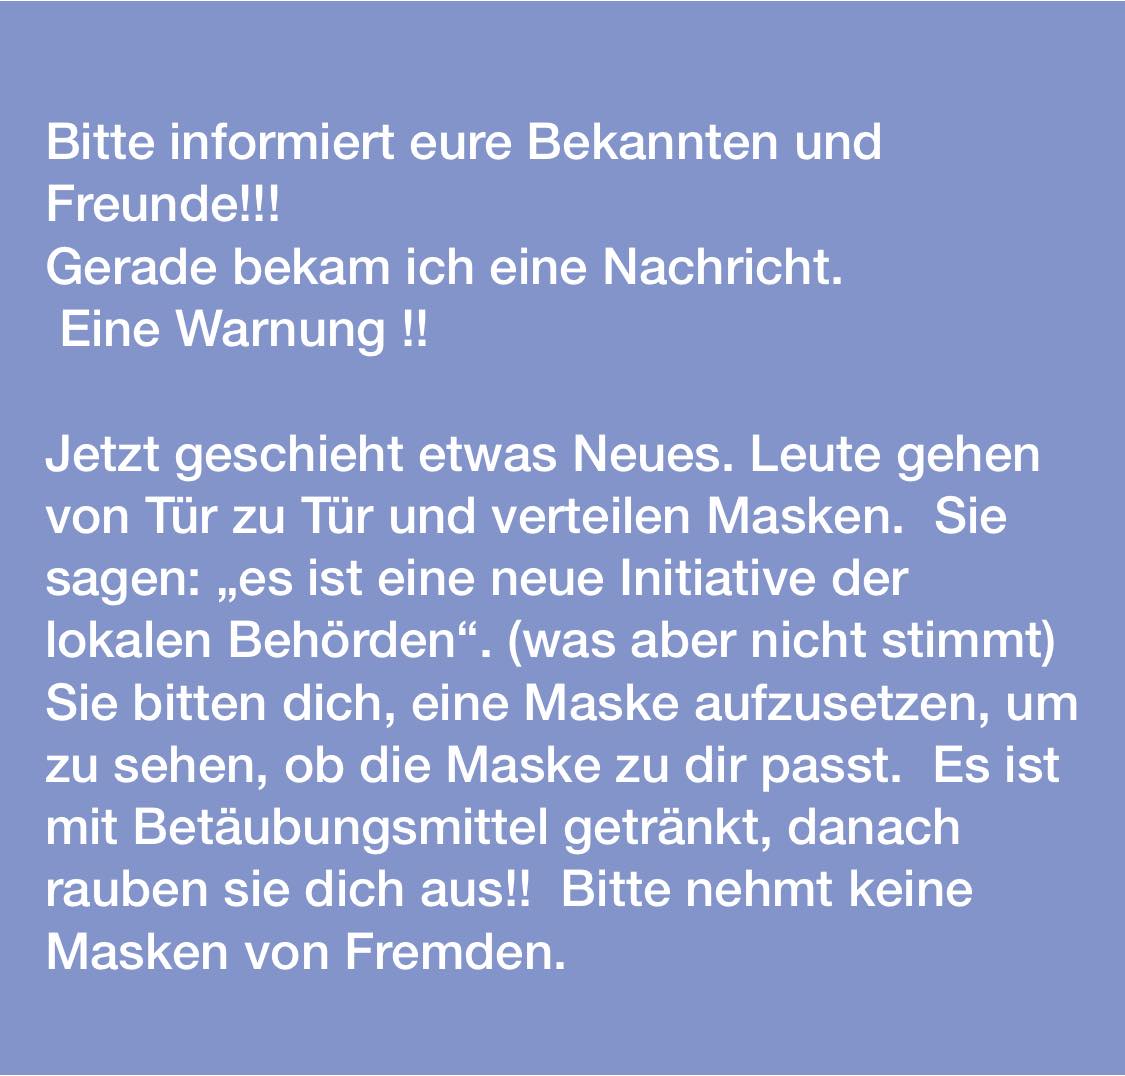 Bitte informiert eure Bekannten und
Freunde!!!
Gerade bekam ich eine Nachricht.
Eine Warnung !!
Jetzt geschieht etwas Neues. Leute gehen
von Tür zu Tür und verteilen Masken.  Sie
sagen: „es ist eine neue Initiative der
lokalen Behörden“. (was aber nicht stimmt)
Sie bitten dich, eine Maske aufzusetzen, um
zu sehen, ob die Maske zu dir passt.  Es ist
mit Betäubungsmittel getränkt, danach
rauben sie dich aus!!  Bitte nehmt keine
Masken von Fremden.